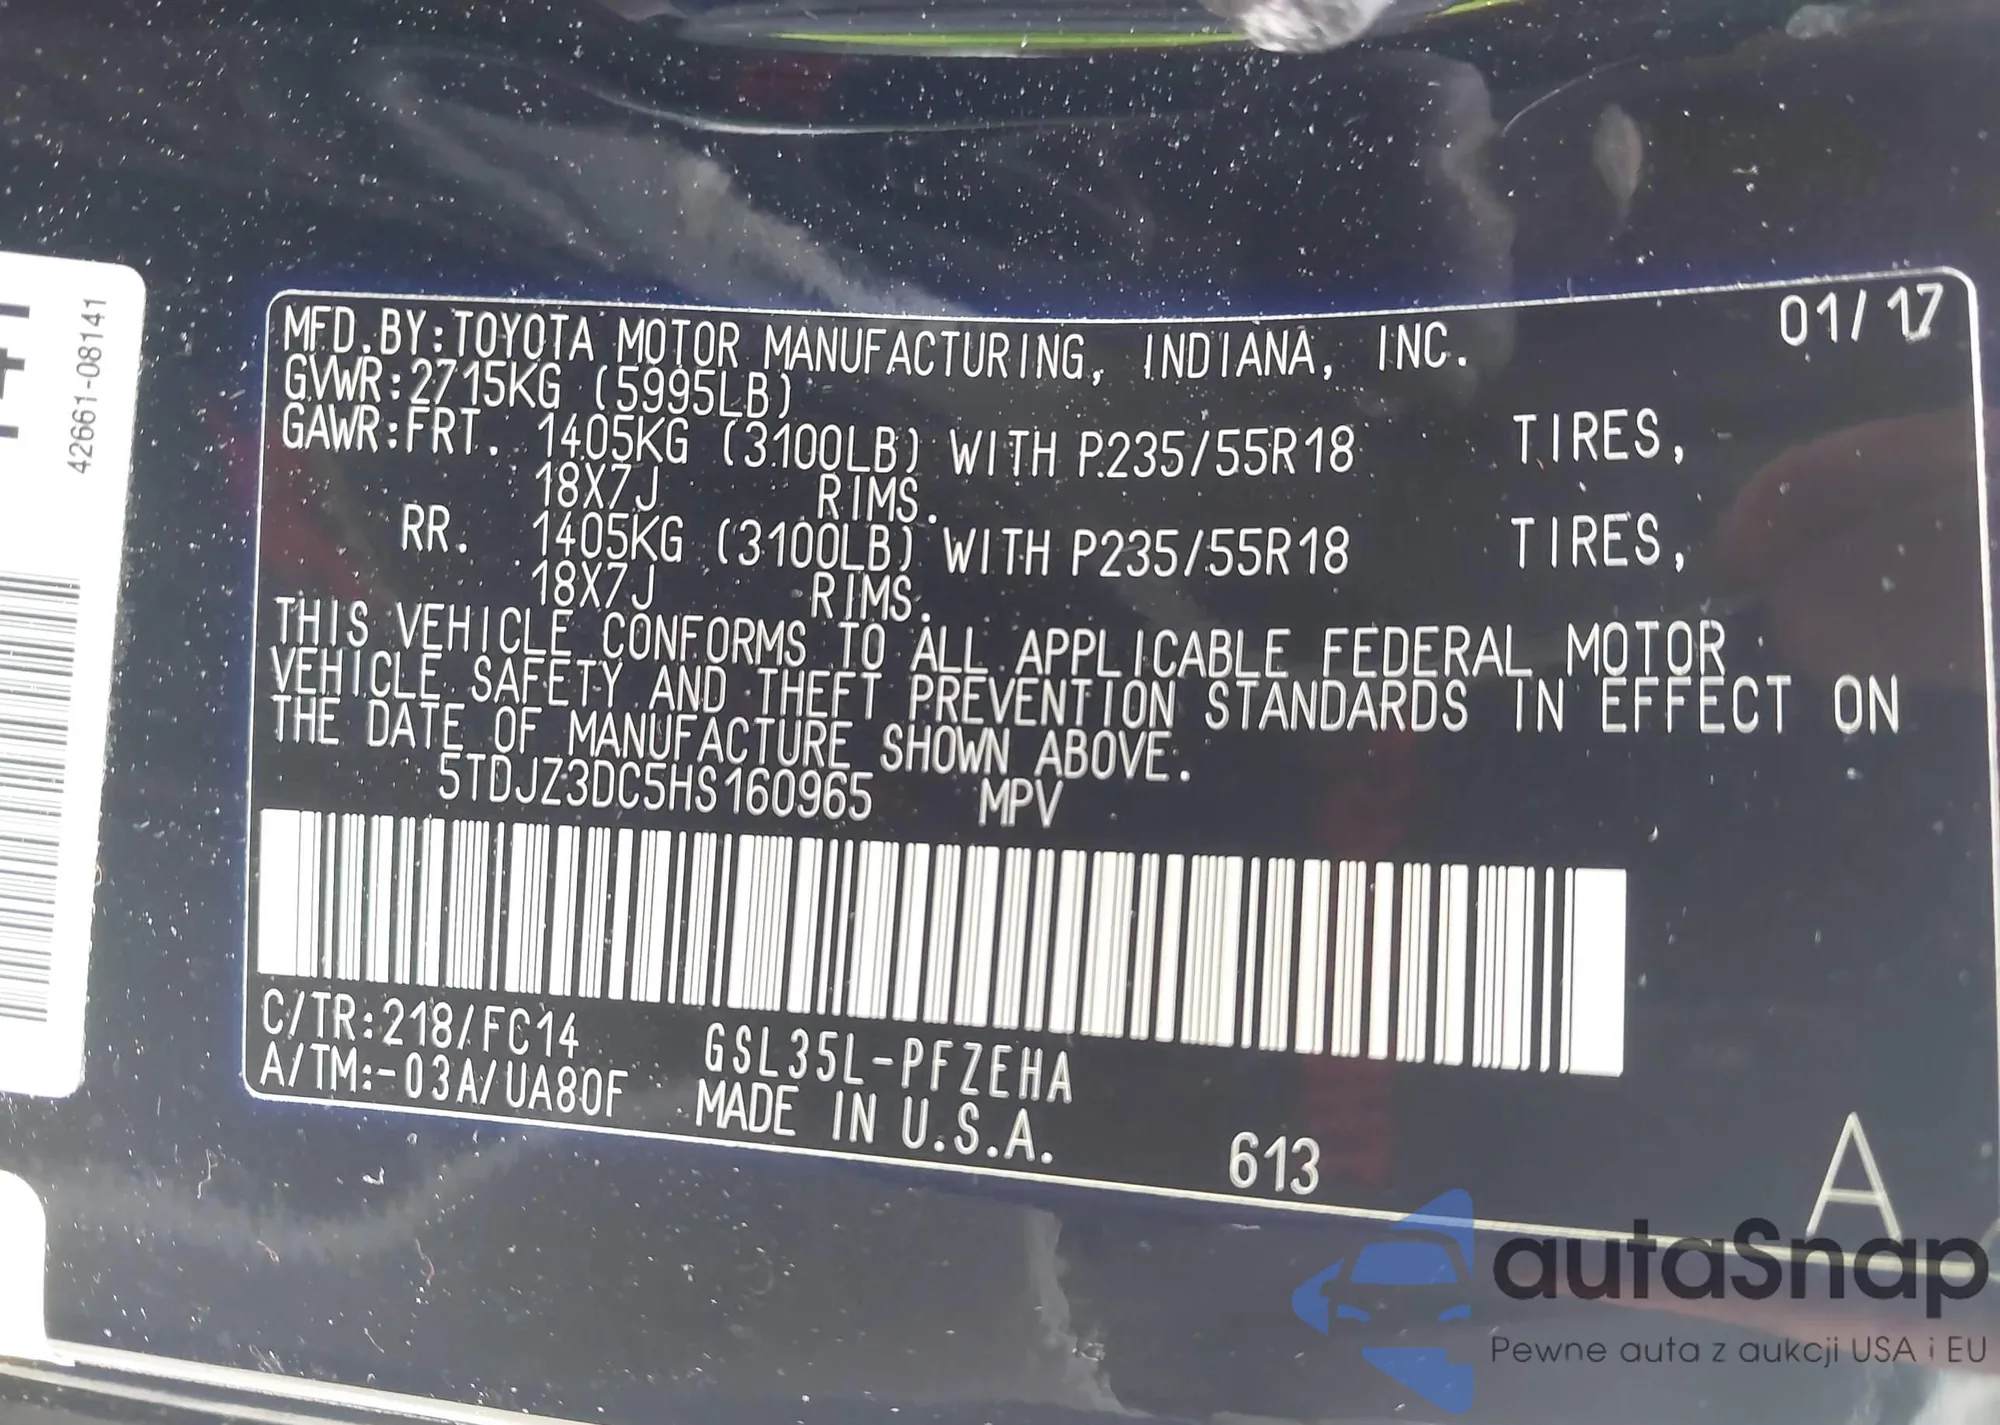 42661-08141
01/17
MFD.BY:TOYOTA MOTOR MANUFACTURING, INDIANA, INC.
GVWR:2715KG (5995LB)
GAWR:FRT. 1405KG (3100LB) WITH P235/55R18 TIRES,
18X7J RIMS.
RR. 1405KG (3100LB) WITH P235/55R18 TIRES,
18X7J RIMS.
THIS VEHICLE CONFORMS TO ALL APPLICABLE FEDERAL MOTOR
VEHICLE SAFETY AND THEFT PREVENTION STANDARDS IN EFFECT ON
THE DATE OF MANUFACTURE SHOWN ABOVE.
5TDJZ3DC5HS160965 MPV
C/TR:218/FC14 GSL35L-PFZEHA
A/TM:-03A/UA80F MADE IN U.S.A.
613
A
autaSnap
Pewne auta z aukcji USA i EU